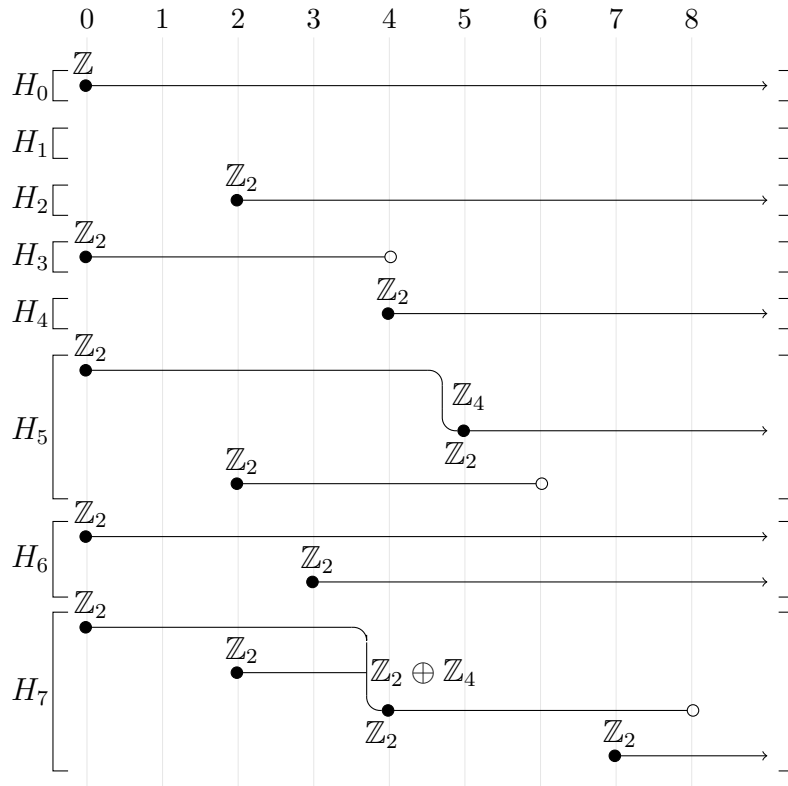 0 1 2 3 4 5 6 7 8
ℤ
H₀
H₁
ℤ₂
H₂
ℤ₂
H₃
ℤ₂
H₄
ℤ₂
ℤ₄
H₅
ℤ₂
ℤ₂
ℤ₂
H₆
ℤ₂
ℤ₂
ℤ₂
ℤ₂ ⊕ ℤ₄
H₇
ℤ₂
ℤ₂